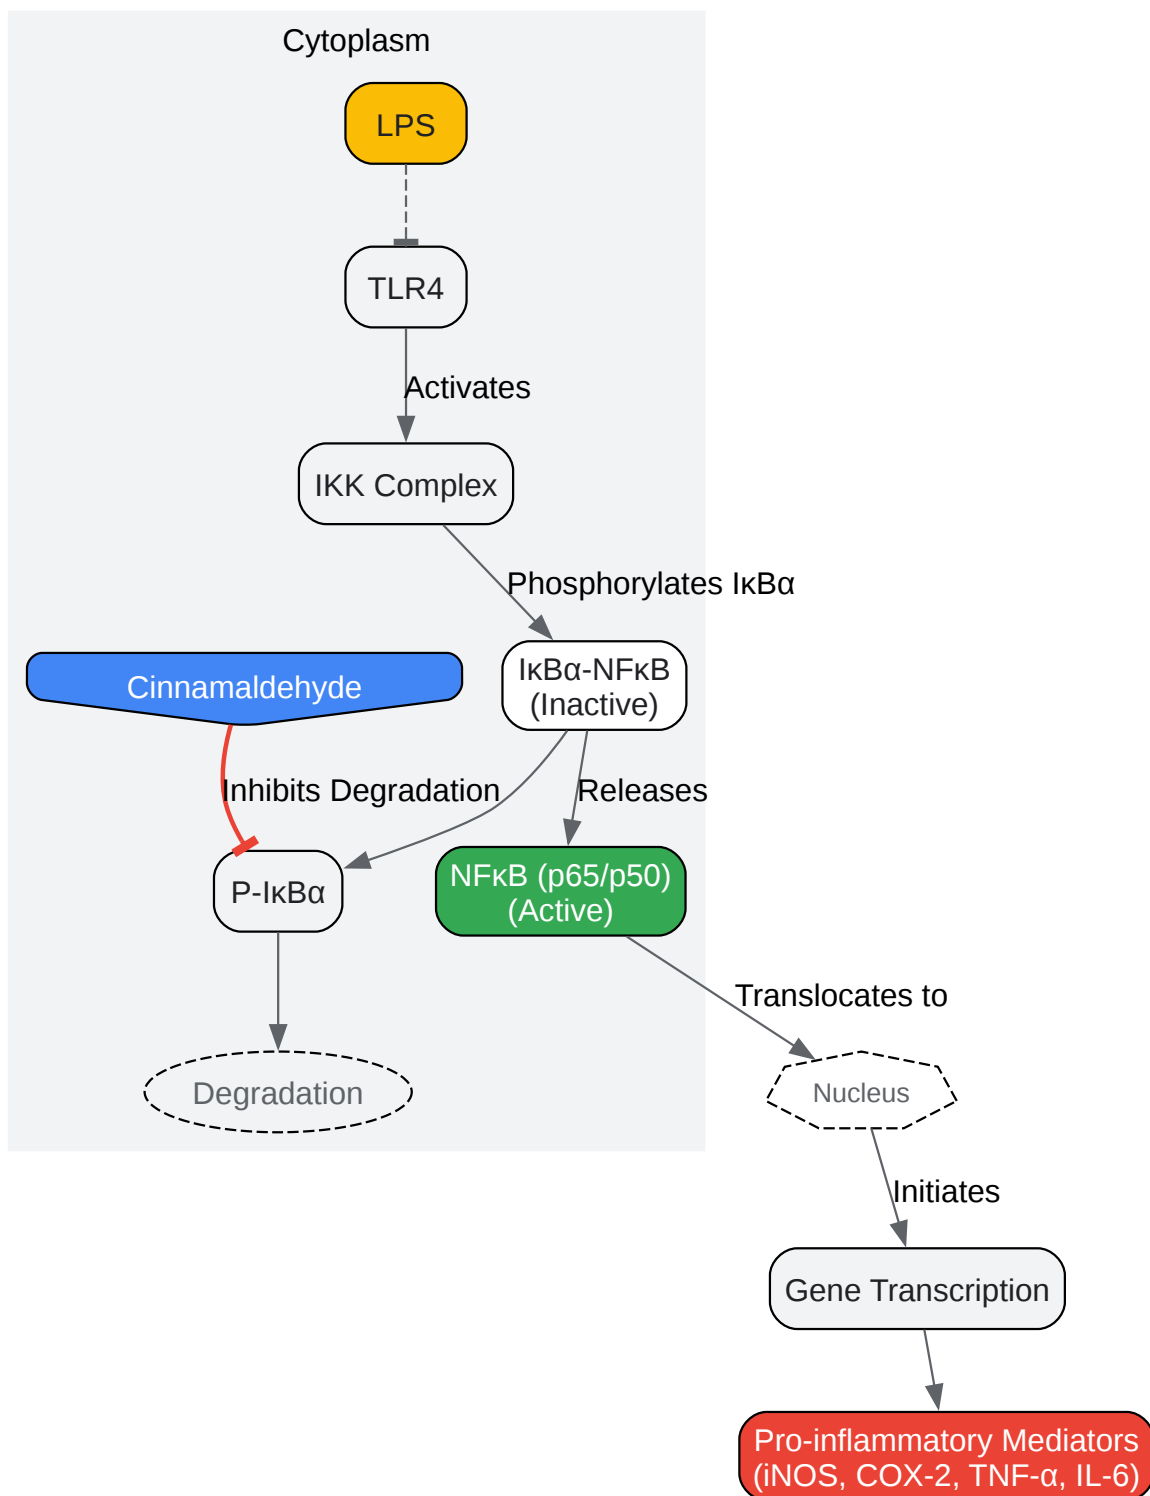 Cytoplasm
LPS
TLR4
Activates
IKK Complex
Phosphorylates IκBα
IκBα-NFκB
(Inactive)
Cinnamaldehyde
Inhibits Degradation
Releases
P-IκBα
NFκB (p65/p50)
(Active)
Translocates to
Degradation
Nucleus
Initiates
Gene Transcription
Pro-inflammatory Mediators
(iNOS, COX-2, TNF-α, IL-6)